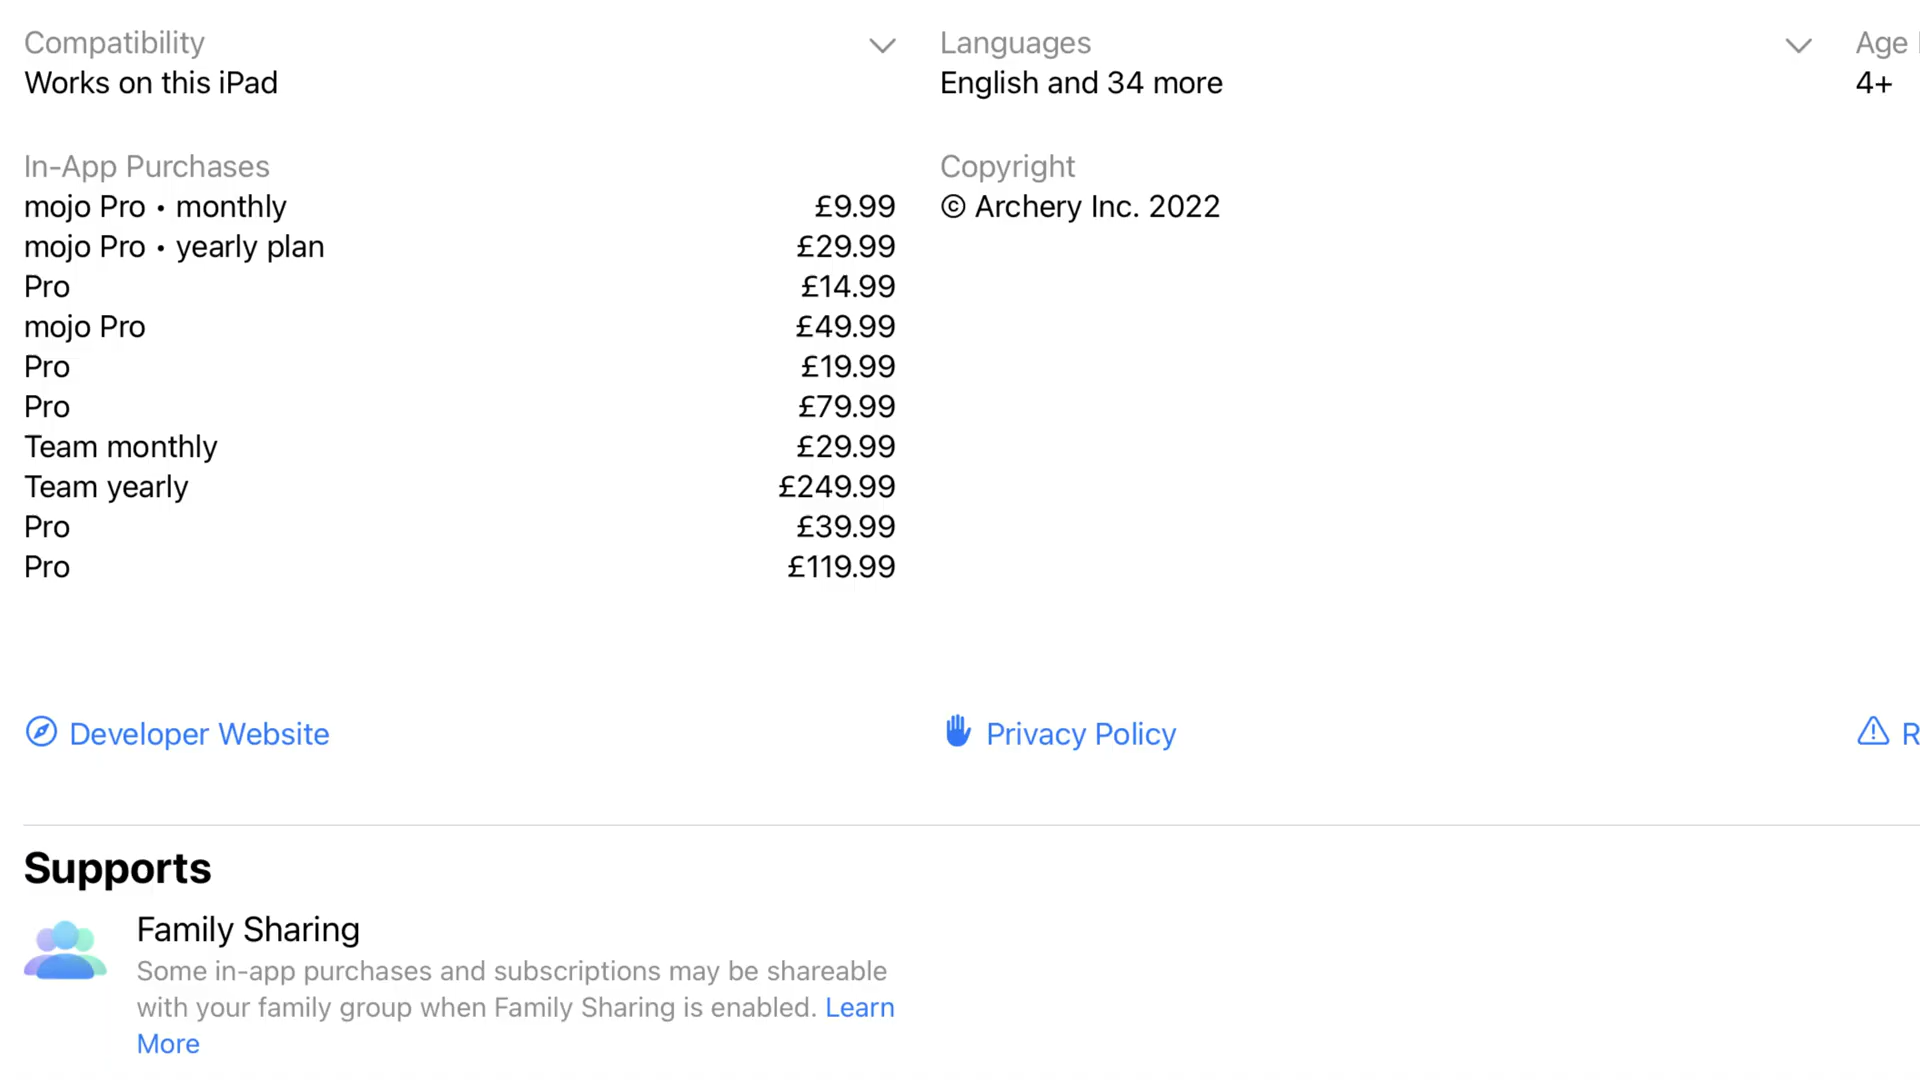 Compatibility
Works on this iPad
Languages
English and 34 more
Age
4+
In-App Purchases
mojo Pro • monthly £9.99
mojo Pro • yearly plan £29.99
Pro £14.99
mojo Pro £49.99
Pro £19.99
Pro £79.99
Team monthly £29.99
Team yearly £249.99
Pro £39.99
Pro £119.99
Copyright
© Archery Inc. 2022
Developer Website
Privacy Policy
R
Supports
Family Sharing
Some in-app purchases and subscriptions may be shareable
with your family group when Family Sharing is enabled. Learn
More